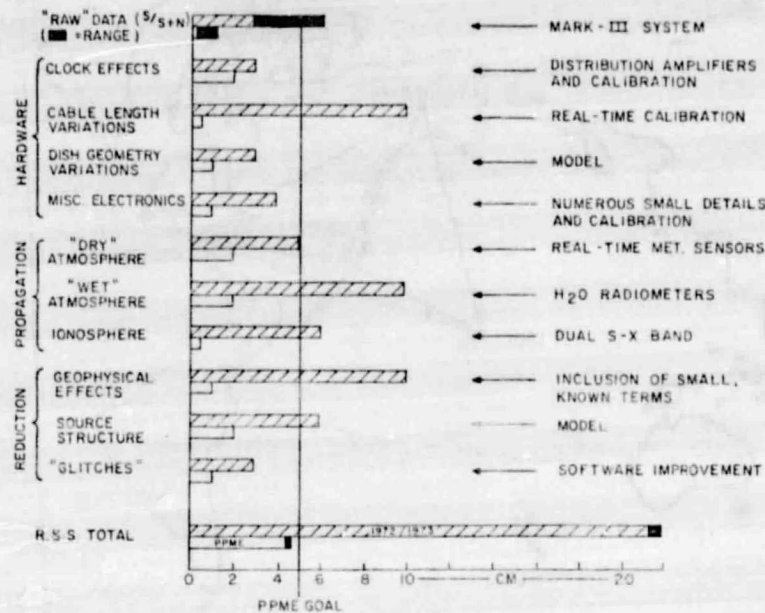 "RAW" DATA (S/S+N)
(■ =RANGE)
MARK-III SYSTEM
HARDWARE
CLOCK EFFECTS
DISTRIBUTION AMPLIFIERS
AND CALIBRATION
CABLE LENGTH
VARIATIONS
REAL-TIME CALIBRATION
DISH GEOMETRY
VARIATIONS
MODEL
MISC. ELECTRONICS
NUMEROUS SMALL DETAILS
AND CALIBRATION
PROPAGATION
"DRY"
ATMOSPHERE
REAL-TIME MET. SENSORS
"WET"
ATMOSPHERE
H2O RADIOMETERS
IONOSPHERE
DUAL S-X BAND
REDUCTION
GEOPHYSICAL
EFFECTS
INCLUSION OF SMALL,
KNOWN TERMS
SOURCE
STRUCTURE
MODEL
"GLITCHES"
SOFTWARE IMPROVEMENT
R.S.S. TOTAL
1972/1973
PPME
0 2 4 6 8 10 CM. 20
PPME GOAL